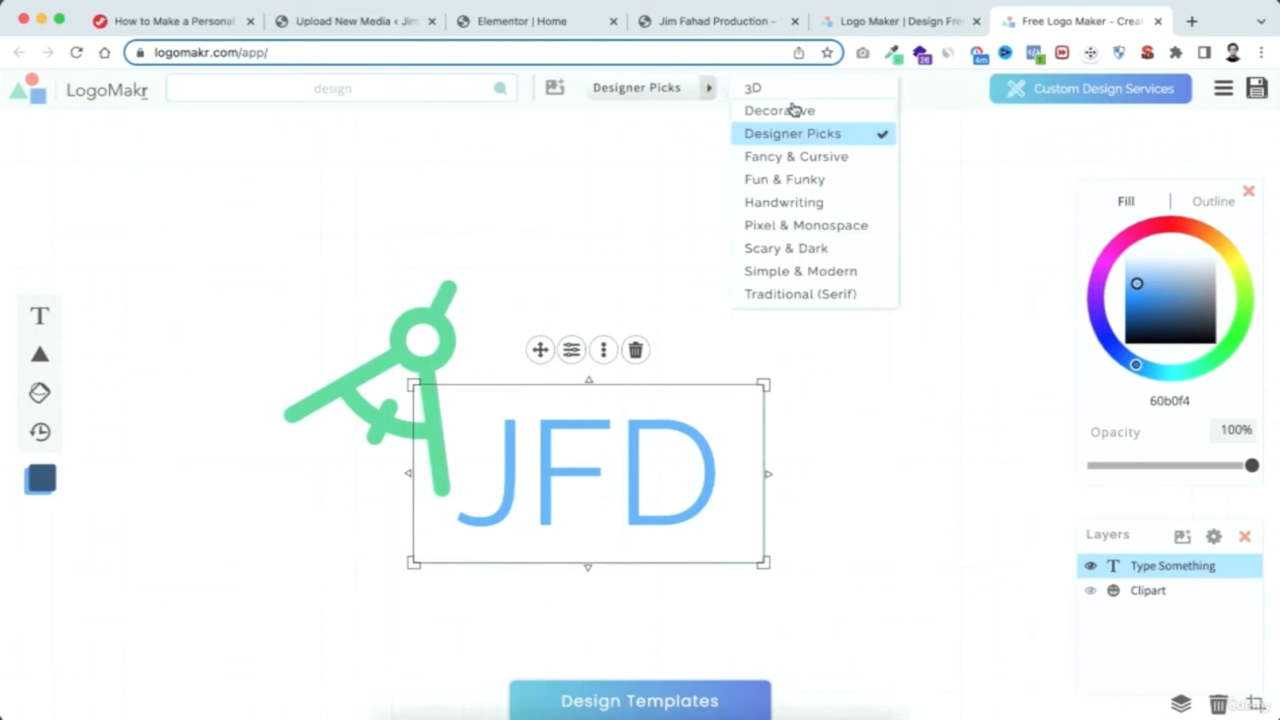 How to Make a Personal
Upload New Media ‹ Jim
Elementor | Home
Jim Fahad Production –
Logo Maker | Design Fre
Free Logo Maker - Creat
logomakr.com/app/
26
4m
1
LogoMakr
design
Designer Picks
3D
Custom Design Services
Decorative
Designer Picks
Fancy & Cursive
Fun & Funky
Handwriting
Pixel & Monospace
Scary & Dark
Simple & Modern
Traditional (Serif)
Fill | Outline
60b0f4
Opacity 100%
T
JFD
Layers
T Type Something
Clipart
Design Templates